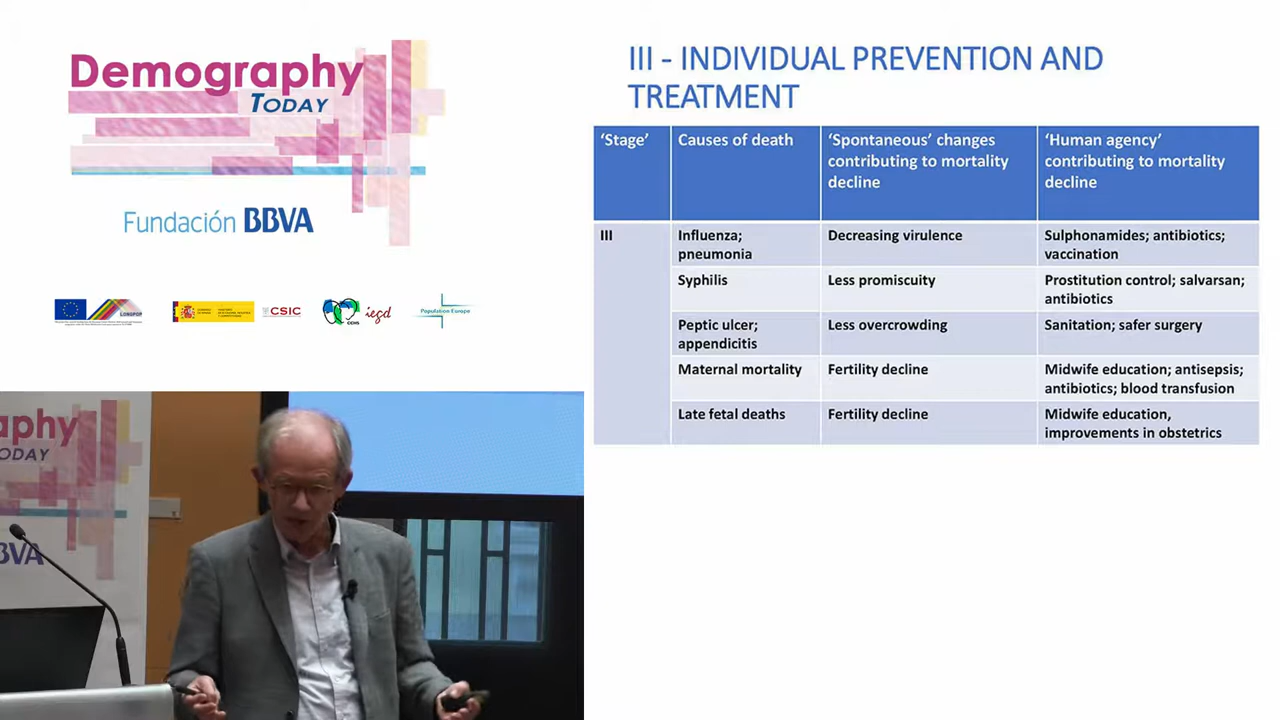 Demography
TODAY
Fundación BBVA
LONGPOP
CSIC
CCHS
iegd
Population Europe
aphy
ODAY
BVA
III - INDIVIDUAL PREVENTION AND
TREATMENT
‘Stage’
Causes of death
‘Spontaneous’ changes
contributing to mortality
decline
‘Human agency’
contributing to mortality
decline
III
Influenza;
pneumonia
Decreasing virulence
Sulphonamides; antibiotics;
vaccination
Syphilis
Less promiscuity
Prostitution control; salvarsan;
antibiotics
Peptic ulcer;
appendicitis
Less overcrowding
Sanitation; safer surgery
Maternal mortality
Fertility decline
Midwife education; antisepsis;
antibiotics; blood transfusion
Late fetal deaths
Fertility decline
Midwife education,
improvements in obstetrics